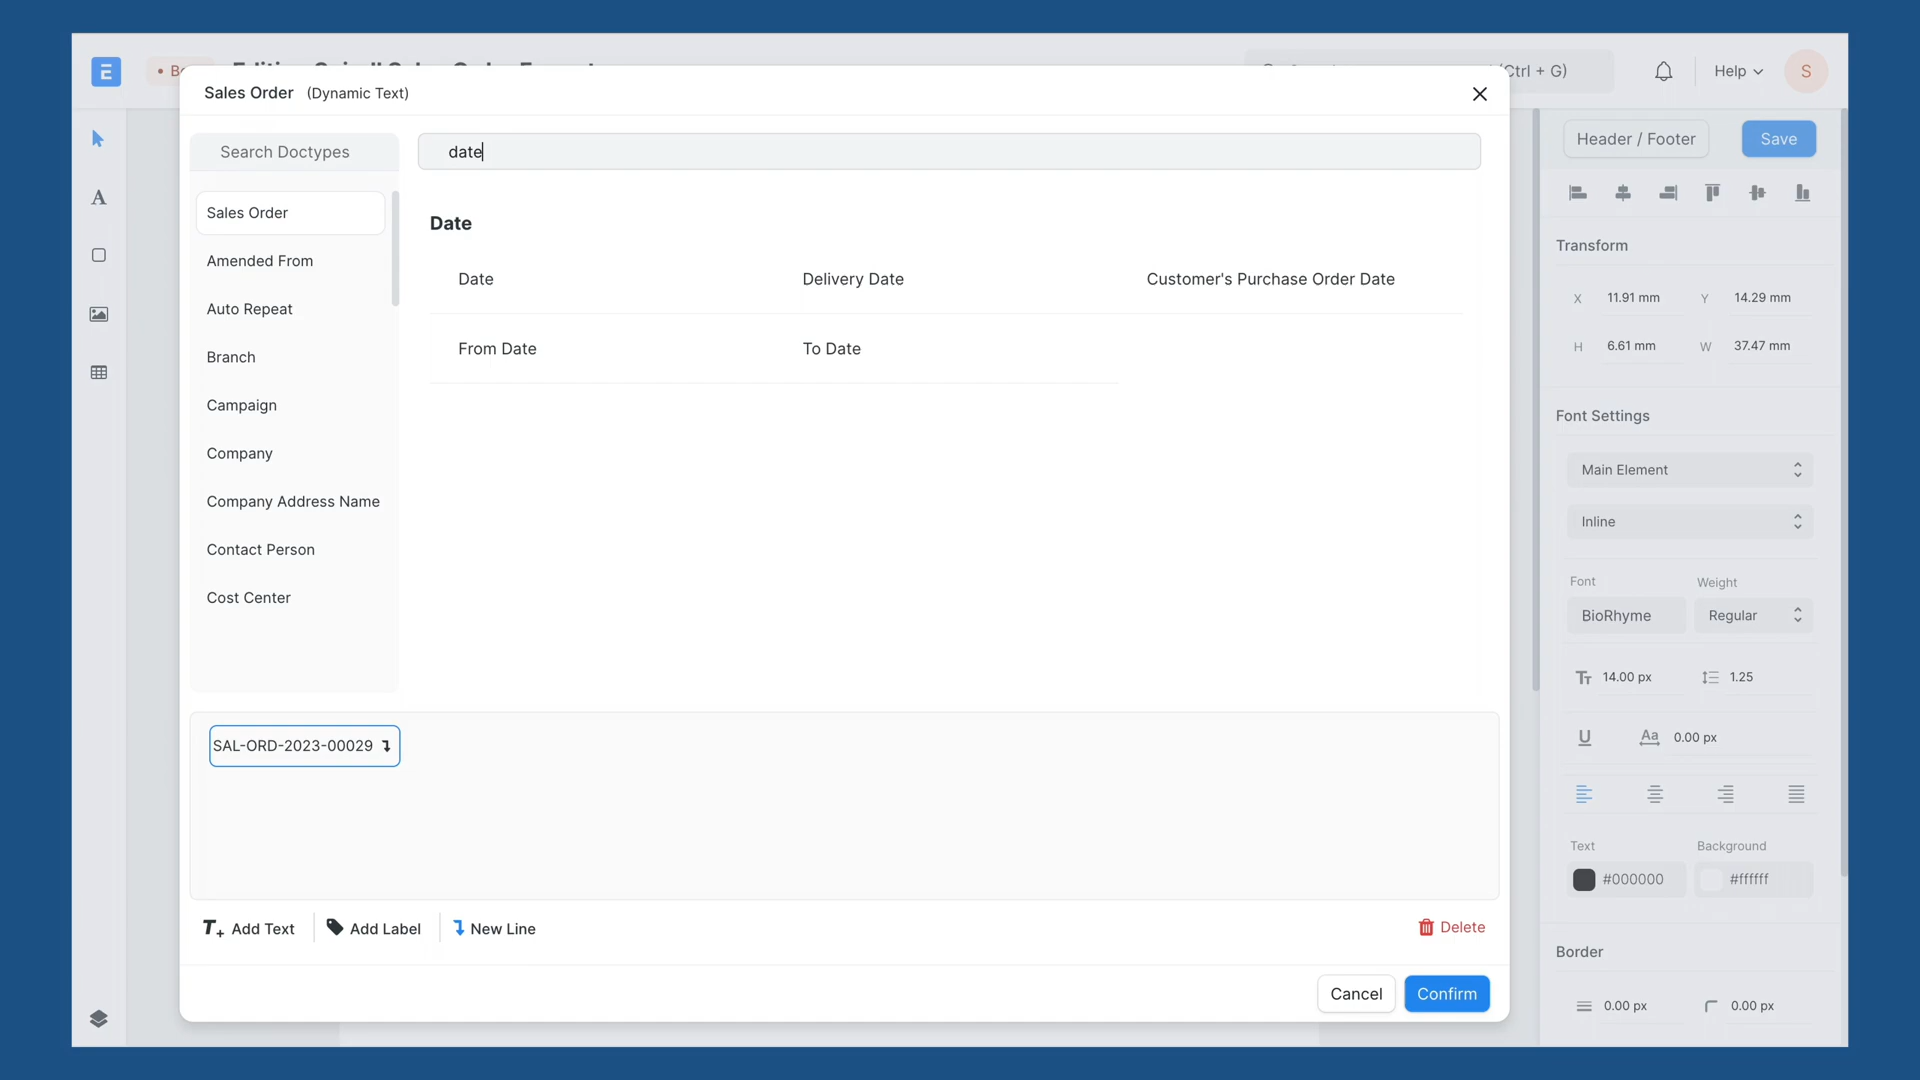 E
Ctrl + G)
Help
S
Sales Order (Dynamic Text)
Search Doctypes
date
Header / Footer
Save
Sales Order
Amended From
Auto Repeat
Branch
Campaign
Company
Company Address Name
Contact Person
Cost Center
Date
Date
Delivery Date
Customer's Purchase Order Date
From Date
To Date
SAL-ORD-2023-00029
Add Text
Add Label
New Line
Delete
Cancel
Confirm
Transform
X 11.91 mm Y 14.29 mm
H 6.61 mm W 37.47 mm
Font Settings
Main Element
Inline
Font Weight
BioRhyme Regular
14.00 px 1.25
U Aa 0.00 px
Text Background
#000000 #ffffff
Border
0.00 px 0.00 px